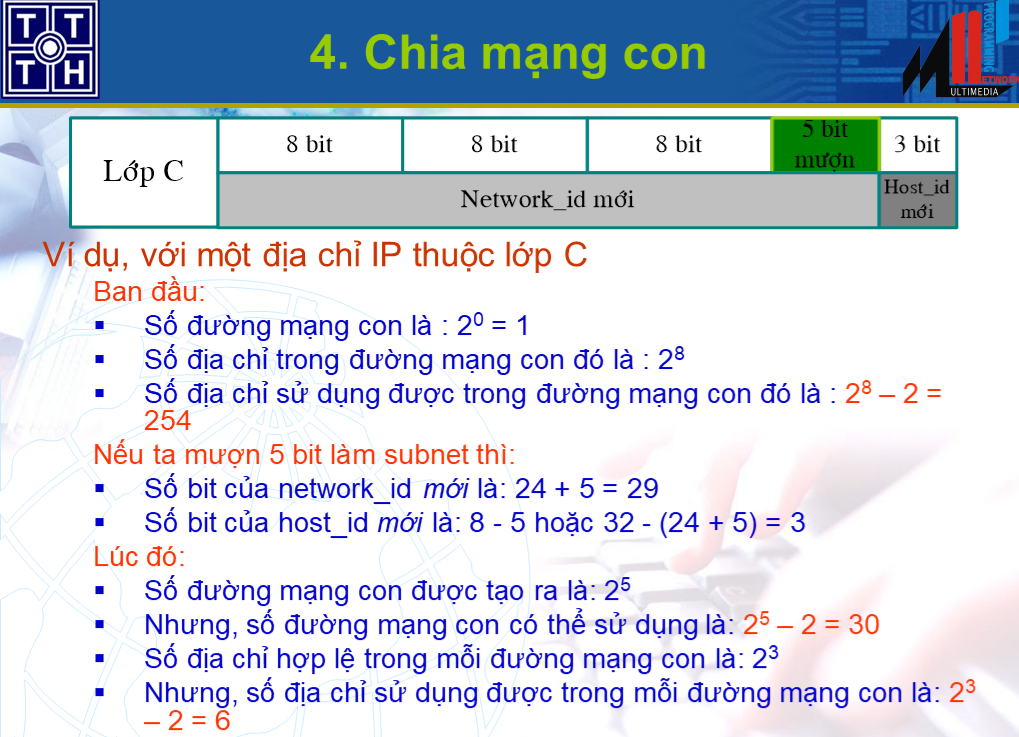 T T
T H
4. Chia mạng con
PROGRAMMING
NETWORK
ULTIMEDIA
Lớp C
8 bit
8 bit
8 bit
5 bit
mượn
3 bit
Network_id mới
Host_id
mới
Ví dụ, với một địa chỉ IP thuộc lớp C
Ban đầu:
▪ Số đường mạng con là : 2⁰ = 1
▪ Số địa chỉ trong đường mạng con đó là : 2⁸
▪ Số địa chỉ sử dụng được trong đường mạng con đó là : 2⁸ – 2 =
254
Nếu ta mượn 5 bit làm subnet thì:
▪ Số bit của network_id mới là: 24 + 5 = 29
▪ Số bit của host_id mới là: 8 - 5 hoặc 32 - (24 + 5) = 3
Lúc đó:
▪ Số đường mạng con được tạo ra là: 2⁵
▪ Nhưng, số đường mạng con có thể sử dụng là: 2⁵ – 2 = 30
▪ Số địa chỉ hợp lệ trong mỗi đường mạng con là: 2³
▪ Nhưng, số địa chỉ sử dụng được trong mỗi đường mạng con là: 2³
– 2 = 6